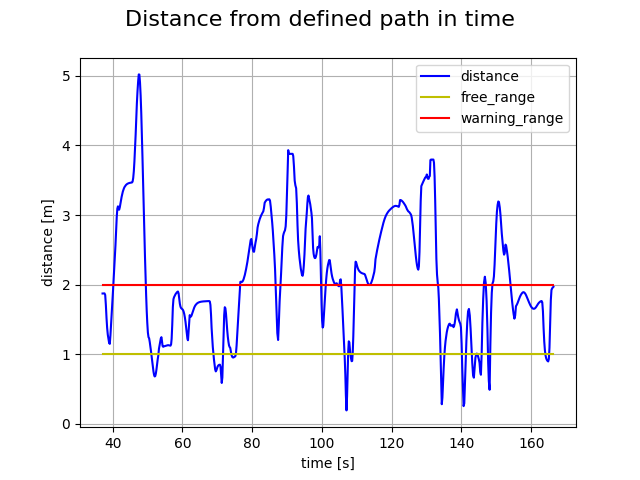 Distance from defined path in time
distance
free_range
warning_range
distance [m]
5
4
3
2
1
0
40 60 80 100 120 140 160
time [s]